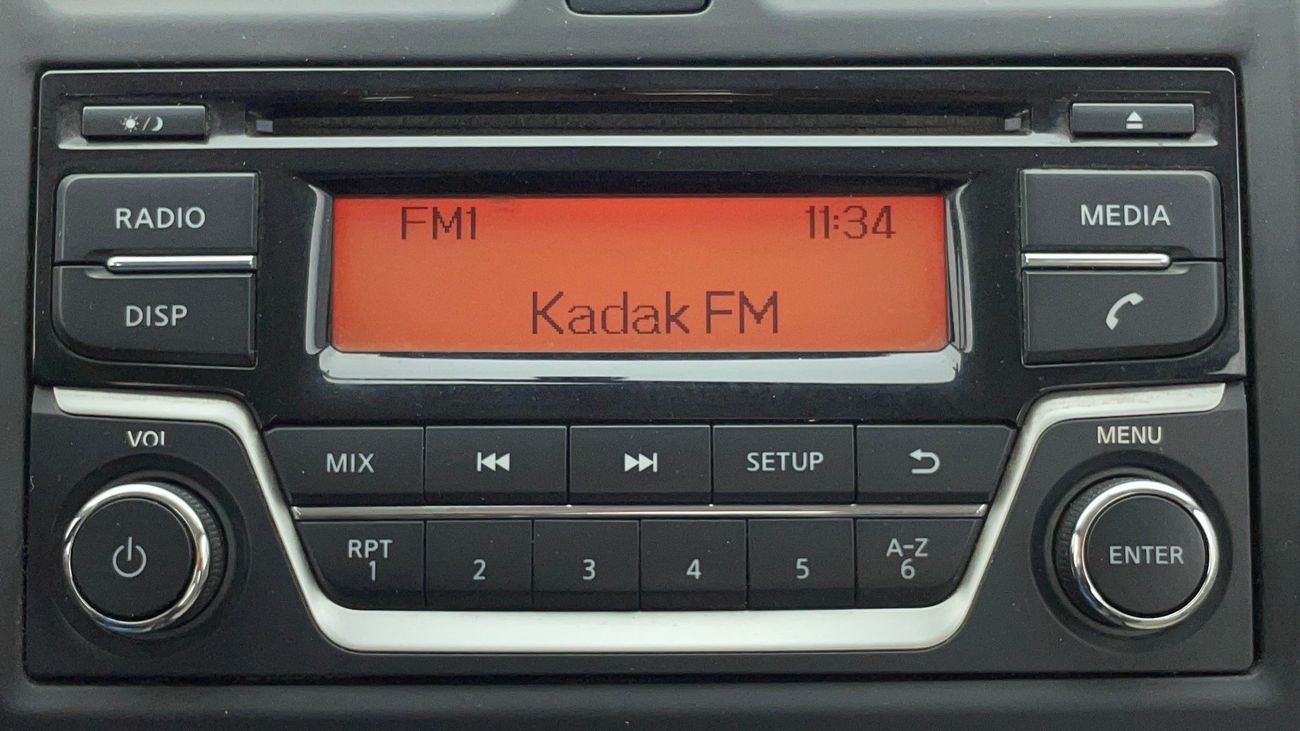 RADIO
DISP
FM1 11:34
Kadak FM
MEDIA
VOL
MENU
MIX
SETUP
RPT
1
2
3
4
5
A-Z
6
ENTER